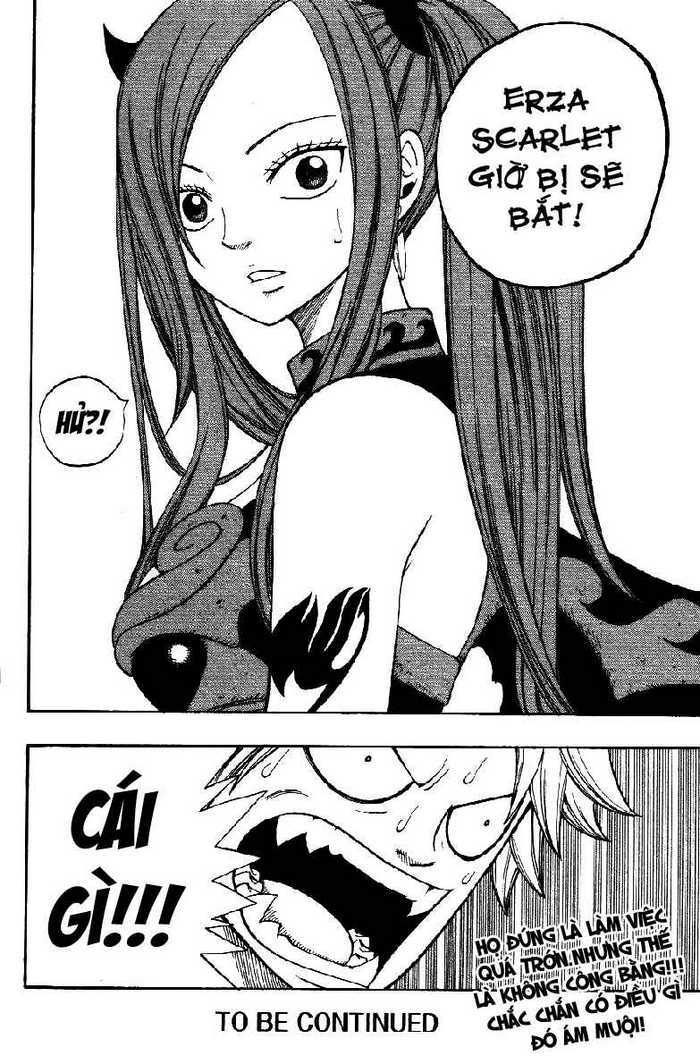 ERZA
SCARLET
GIỜ BỊ SẼ
BẮT!
HỬ?!
CÁI
GÌ!!!
HỌ ĐÚNG LÀ LÀM VIỆC
QUÁ TRỚN.NHƯNG THẾ
LÀ KHÔNG CÔNG BẰNG!!!
CHẮC CHẮN CÓ ĐIỀU GÌ
ĐÓ ÁM MUỘI!
TO BE CONTINUED